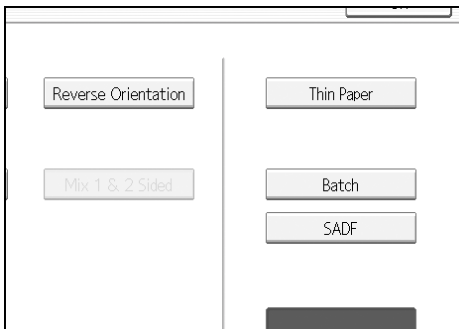 Reverse Orientation
Thin Paper
Mix 1 & 2 Sided
Batch
SADF